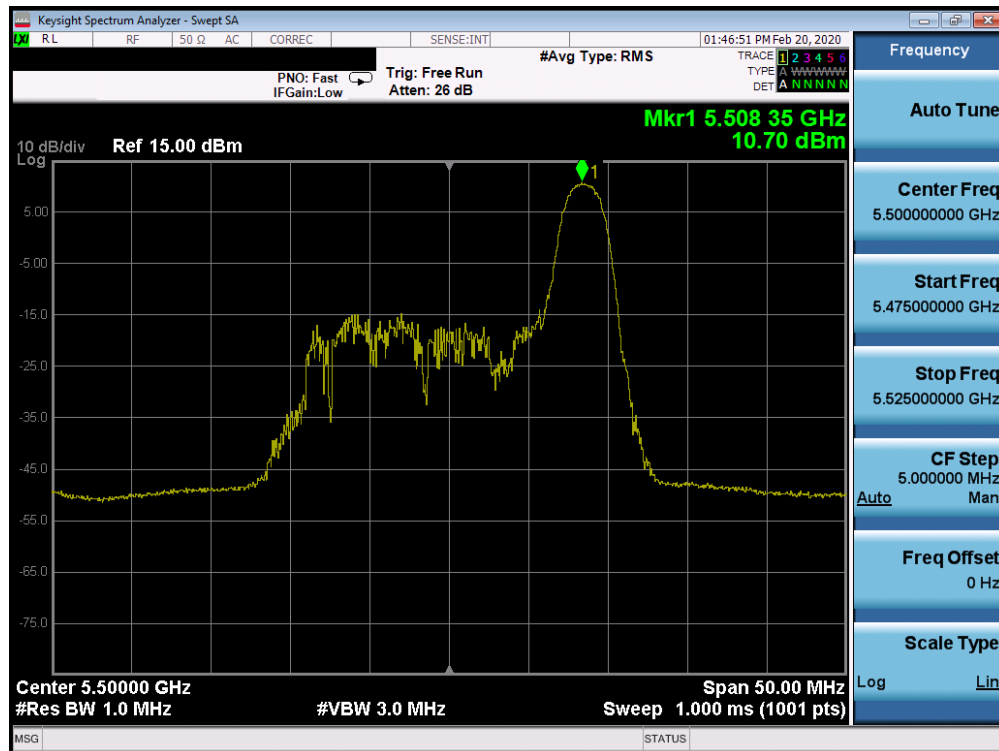 Keysight Spectrum Analyzer - Swept SA
LXI RL RF 50 Ω AC CORREC SENSE:INT 01:46:51 PM Feb 20, 2020
#Avg Type: RMS
TRACE 1 2 3 4 5 6
TYPE A WWWWW
DET A N N N N N
PNO: Fast
IFGain:Low
Trig: Free Run
Atten: 26 dB
Mkr1 5.508 35 GHz
10.70 dBm
10 dB/div
Log
Ref 15.00 dBm
1
5.00
-5.00
-15.0
-25.0
-35.0
-45.0
-55.0
-65.0
-75.0
Center 5.50000 GHz
Span 50.00 MHz
#Res BW 1.0 MHz
#VBW 3.0 MHz
Sweep 1.000 ms (1001 pts)
MSG
STATUS
Frequency
Auto Tune
Center Freq
5.500000000 GHz
Start Freq
5.475000000 GHz
Stop Freq
5.525000000 GHz
CF Step
5.000000 MHz
Auto Man
Freq Offset
0 Hz
Scale Type
Log Lin